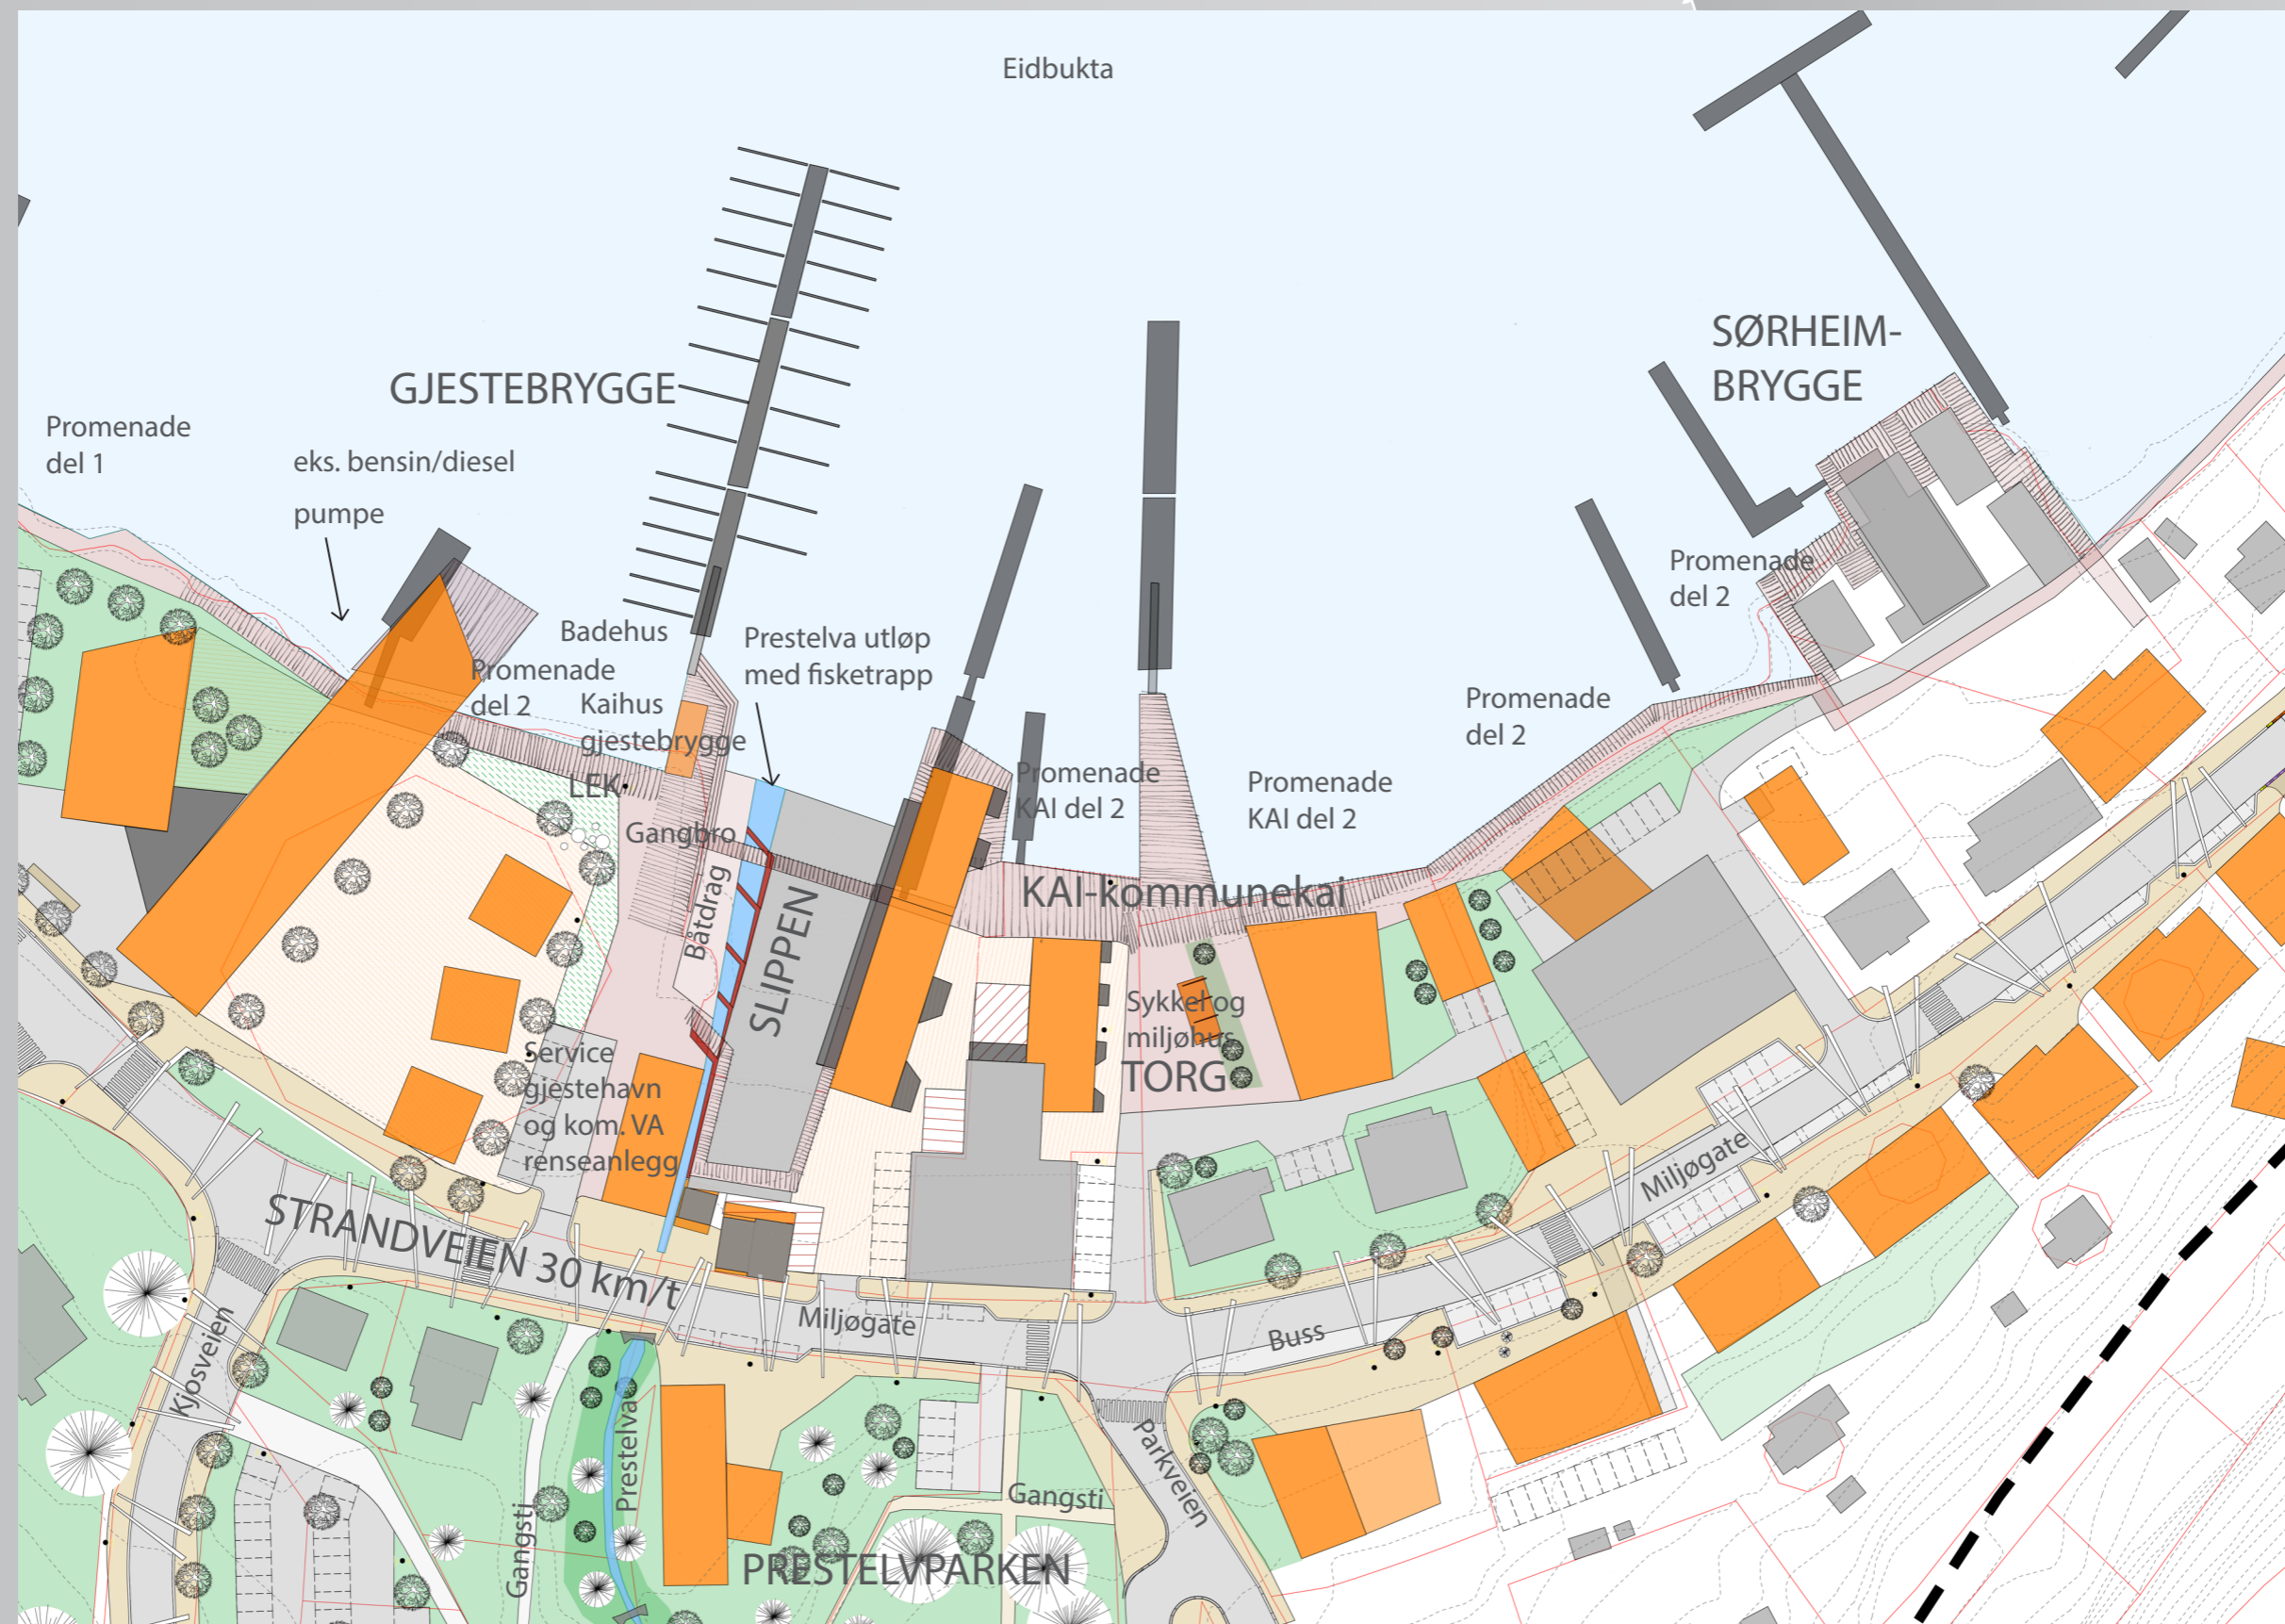 Eidbukta
SØRHEIM-
BRYGGE
GJESTEBRYGGE
Promenade
del 1
eks. bensin/diesel
pumpe
Promenade
del 2
Badehus
Prestelva utløp
med fisketrapp
Promenade
del 2
Kaihus
gjestebrygge
LEK
Promenade
del 2
Promenade
KAI del 2
Promenade
KAI del 2
Gangbro
Båtdrag
SLIPPEN
KAI-kommunekai
Sykkel og
miljøhus
TORG
Service
gjestehavn
og kom. VA
renseanlegg
Miljøgate
STRANDVEIEN 30 km/t
Miljøgate
Buss
Kjosveien
Prestelva
Gangsti
Parkveien
Gangsti
PRESTELVPARKEN